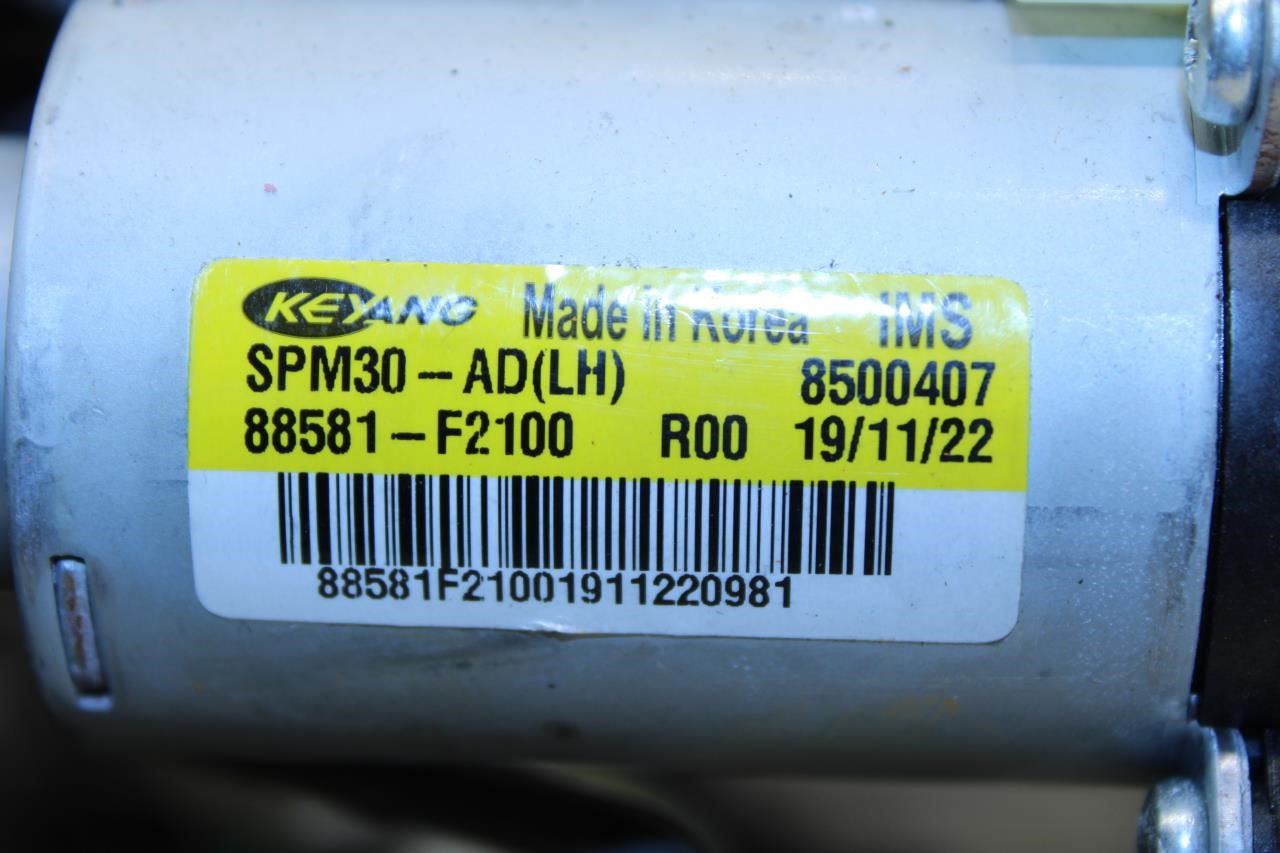 KEYANG Made in Korea IMS
SPM30-AD(LH) 8500407
88581-F2100 R00 19/11/22
88581F21001911220981